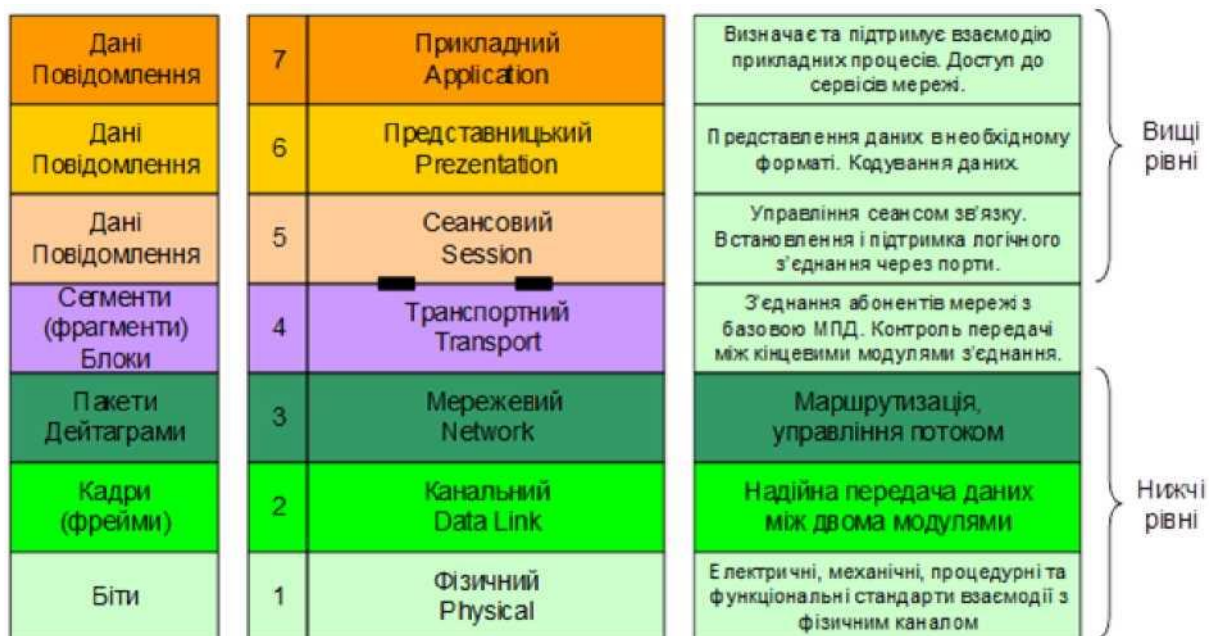 Дані
Повідомлення
7
Прикладний
Application
Визначає та підтримує взаємодію
прикладних процесів. Доступ до
сервісів мережі.
Дані
Повідомлення
6
Представницький
Prezentation
Представлення даних в необхідному
форматі. Кодування даних.
Дані
Повідомлення
5
Сеансовий
Session
Управління сеансом зв'язку.
Встановлення і підтримка логічного
з'єднання через порти.
Вищі
рівні
Сегменти
(фрагменти)
Блоки
4
Транспортний
Transport
З'єднання абонентів мережі з
базовою МПД. Контроль передачі
між кінцевими модулями з'єднання.
Пакети
Дейтаграми
3
Мережевий
Network
Маршрутизація,
управління потоком
Кадри
(фрейми)
2
Канальний
Data Link
Надійна передача даних
між двома модулями
Біти
1
Фізичний
Physical
Електричні, механічні, процедурні та
функціональні стандарти взаємодії з
фізичним каналом
Нижчі
рівні